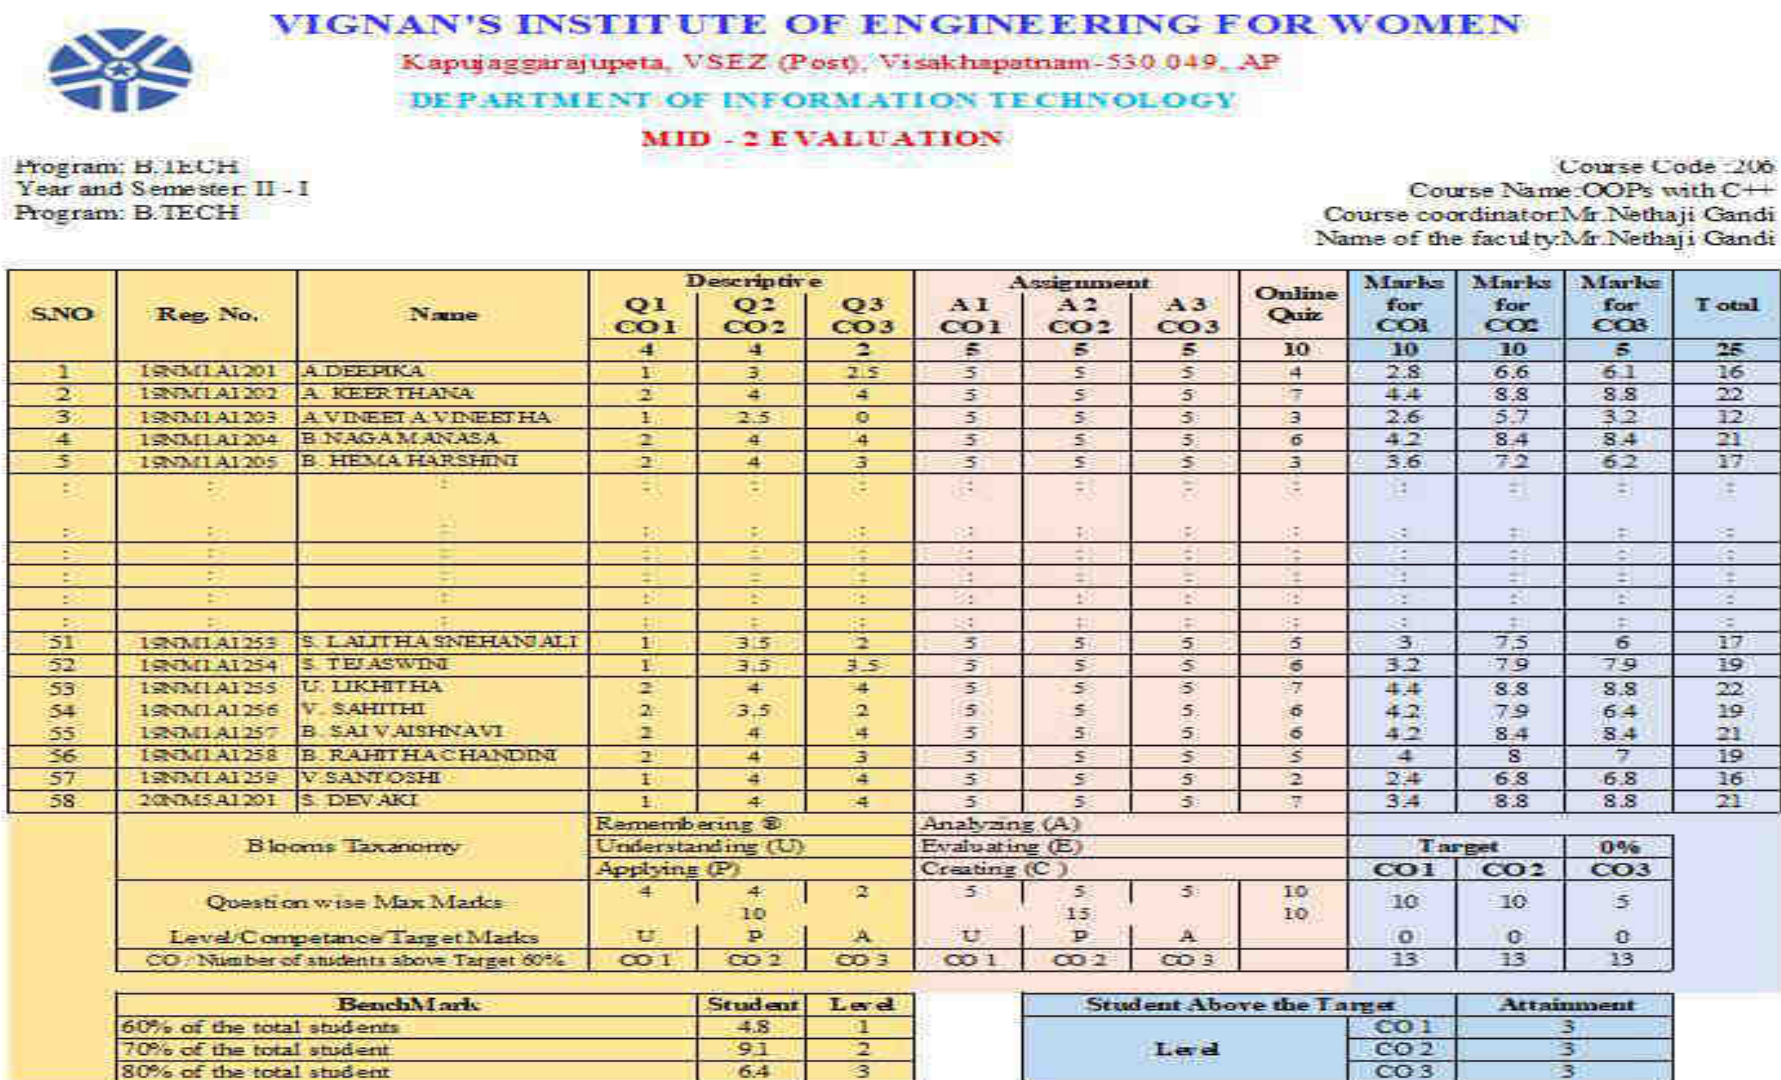 VIGNAN'S INSTITUTE OF ENGINEERING FOR WOMEN
Kapujaggarajupeta, VSEZ (Post), Visakhapatnam-530 049, AP
DEPARTMENT OF INFORMATION TECHNOLOGY
MID - 2 EVALUATION
Program: B.TECH
Year and Semester: II - I
Program: B.TECH
Course Code :206
Course Name:OOPs with C++
Course coordinator:Mr.Nethaji Gandi
Name of the faculty:Mr.Nethaji Gandi
S.NO Reg. No. Name Descriptive Assignment Online Quiz Marks for CO1 Marks for CO2 Marks for CO3 Total
Q1 CO1 Q2 CO2 Q3 CO3 A1 CO1 A2 CO2 A3 CO3
4 4 2 5 5 5 10 10 10 5 25
1 19NM1A1201 A.DEEPIKA 1 3 2.5 5 5 5 4 2.8 6.6 6.1 16
2 19NM1A1202 A. KEERTHANA 2 4 4 5 5 5 7 4.4 8.8 8.8 22
3 19NM1A1203 A.VINEET A.VINEETHA 1 2.5 0 5 5 5 3 2.6 5.7 3.2 12
4 19NM1A1204 B.NAGA MANASA 2 4 4 5 5 5 6 4.2 8.4 8.4 21
5 19NM1A1205 B. HEMA HARSHINI 2 4 3 5 5 5 3 3.6 7.2 6.2 17
: : : : : : : : : : : : : :
: : : : : : : : : : : : : :
: : : : : : : : : : : : : :
: : : : : : : : : : : : : :
: : : : : : : : : : : : : :
: : : : : : : : : : : : : :
51 19NM1A1253 S. LALITHA SNEHANJALI 1 3.5 2 5 5 5 5 3 7.5 6 17
52 19NM1A1254 S. TEJASWINI 1 3.5 3.5 5 5 5 6 3.2 7.9 7.9 19
53 19NM1A1255 U. LIKHITHA 2 4 4 5 5 5 7 4.4 8.8 8.8 22
54 19NM1A1256 V. SAHITHI 2 3.5 2 5 5 5 6 4.2 7.9 6.4 19
55 19NM1A1257 B. SAI VAISHNAVI 2 4 4 5 5 5 6 4.2 8.4 8.4 21
56 19NM1A1258 B. RAHITHA CHANDINI 2 4 3 5 5 5 5 4 8 7 19
57 19NM1A1259 V.SANTOSHI 1 4 4 5 5 5 2 2.4 6.8 6.8 16
58 20NM5A1201 S. DEVAKI 1 4 4 5 5 5 7 3.4 8.8 8.8 21
Blooms Taxanomy
Remembering ® Analyzing (A)
Understanding (U) Evaluating (E) Target 0%
Applying (P) Creating (C ) CO1 CO2 CO3
Question wise Max Marks 4 4 2 5 5 5 10 10 10 5
10 15 10
Level/Competance/Target Marks U P A U P A 0 0 0
CO / Number of students above Target 60% CO 1 CO 2 CO 3 CO 1 CO 2 CO 3 13 13 13
BenchMark Student Level
60% of the total students 4.8 1
70% of the total student 9.1 2
80% of the total student 6.4 3
Student Above the Target Attainment
Level
CO 1 3
CO 2 3
CO 3 3